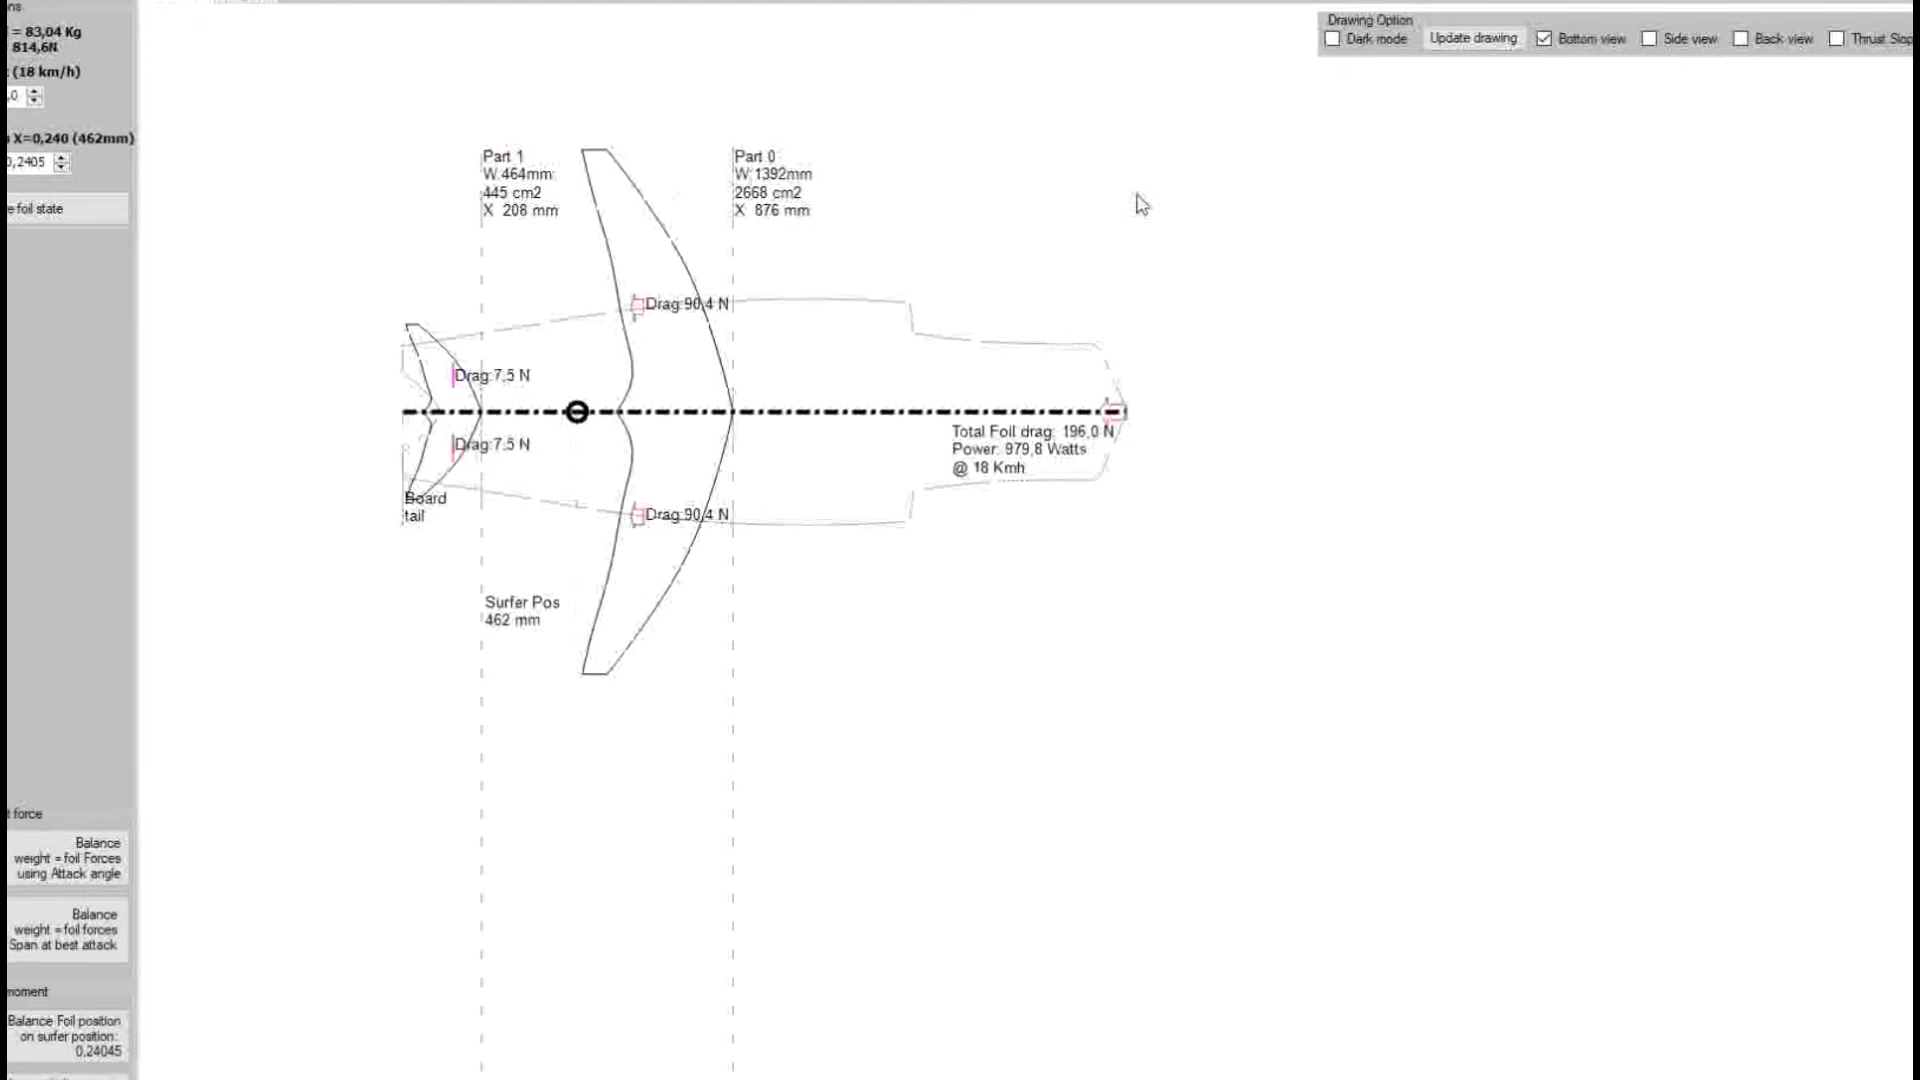 ns
= 83,04 Kg
814,6N
(18 km/h)
,0
X=0,240 (462mm)
0,2405
e foil state
t force
Balance
weight = foil Forces
using Attack angle
Balance
weight = foil forces
Span at best attack
moment
Balance Foil position
on surfer position:
0,24045
Drawing Option
Dark mode
Update drawing
Bottom view
Side view
Back view
Thrust Slop
Part 1
W 464mm
445 cm2
X 208 mm
Part 0
W 1392mm
2668 cm2
X 876 mm
Drag:90,4 N
Drag:7,5 N
Drag:7,5 N
Total Foil drag: 196,0 N
Power: 979,8 Watts
@ 18 Kmh
Board
tail
Drag:90,4 N
Surfer Pos
462 mm